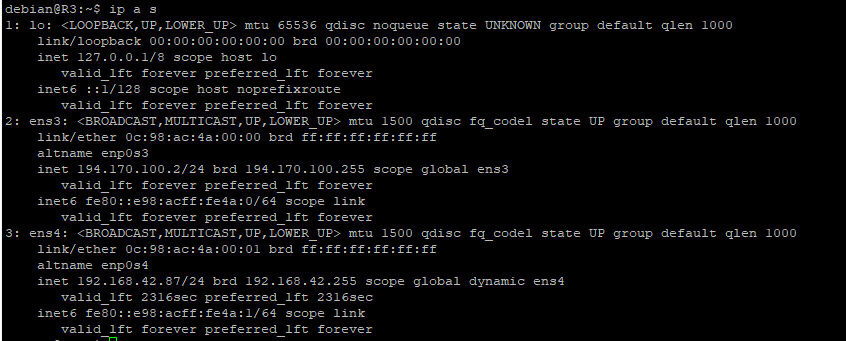 debian@R3:~$ ip a s
1: lo: <LOOPBACK,UP,LOWER_UP> mtu 65536 qdisc noqueue state UNKNOWN group default qlen 1000
    link/loopback 00:00:00:00:00:00 brd 00:00:00:00:00:00
    inet 127.0.0.1/8 scope host lo
       valid_lft forever preferred_lft forever
    inet6 ::1/128 scope host noprefixroute
       valid_lft forever preferred_lft forever
2: ens3: <BROADCAST,MULTICAST,UP,LOWER_UP> mtu 1500 qdisc fq_codel state UP group default qlen 1000
    link/ether 0c:98:ac:4a:00:00 brd ff:ff:ff:ff:ff:ff
    altname enp0s3
    inet 194.170.100.2/24 brd 194.170.100.255 scope global ens3
       valid_lft forever preferred_lft forever
    inet6 fe80::e98:acff:fe4a:0/64 scope link
       valid_lft forever preferred_lft forever
3: ens4: <BROADCAST,MULTICAST,UP,LOWER_UP> mtu 1500 qdisc fq_codel state UP group default qlen 1000
    link/ether 0c:98:ac:4a:00:01 brd ff:ff:ff:ff:ff:ff
    altname enp0s4
    inet 192.168.42.87/24 brd 192.168.42.255 scope global dynamic ens4
       valid_lft 2316sec preferred_lft 2316sec
    inet6 fe80::e98:acff:fe4a:1/64 scope link
       valid_lft forever preferred_lft forever